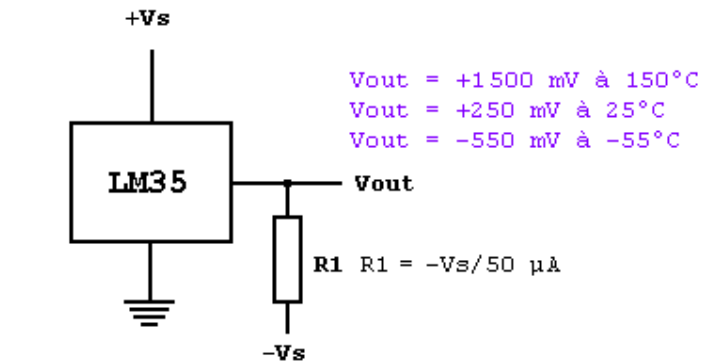 +Vs
Vout = +1500 mV à 150°C
Vout = +250 mV à 25°C
Vout = -550 mV à -55°C
LM35
Vout
R1 R1 = -Vs/50 µA
-Vs